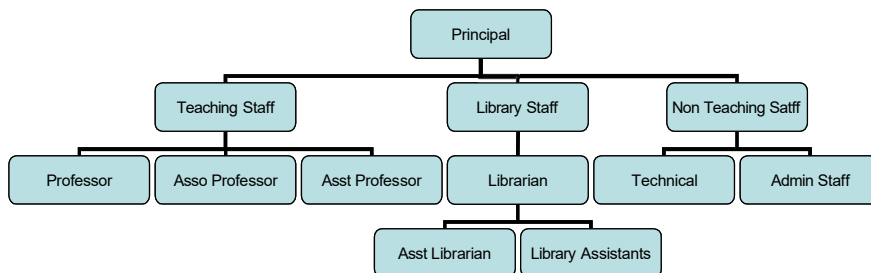 Principal
Teaching Staff
Library Staff
Non Teaching Satff
Professor
Asso Professor
Asst Professor
Librarian
Technical
Admin Staff
Asst Librarian
Library Assistants